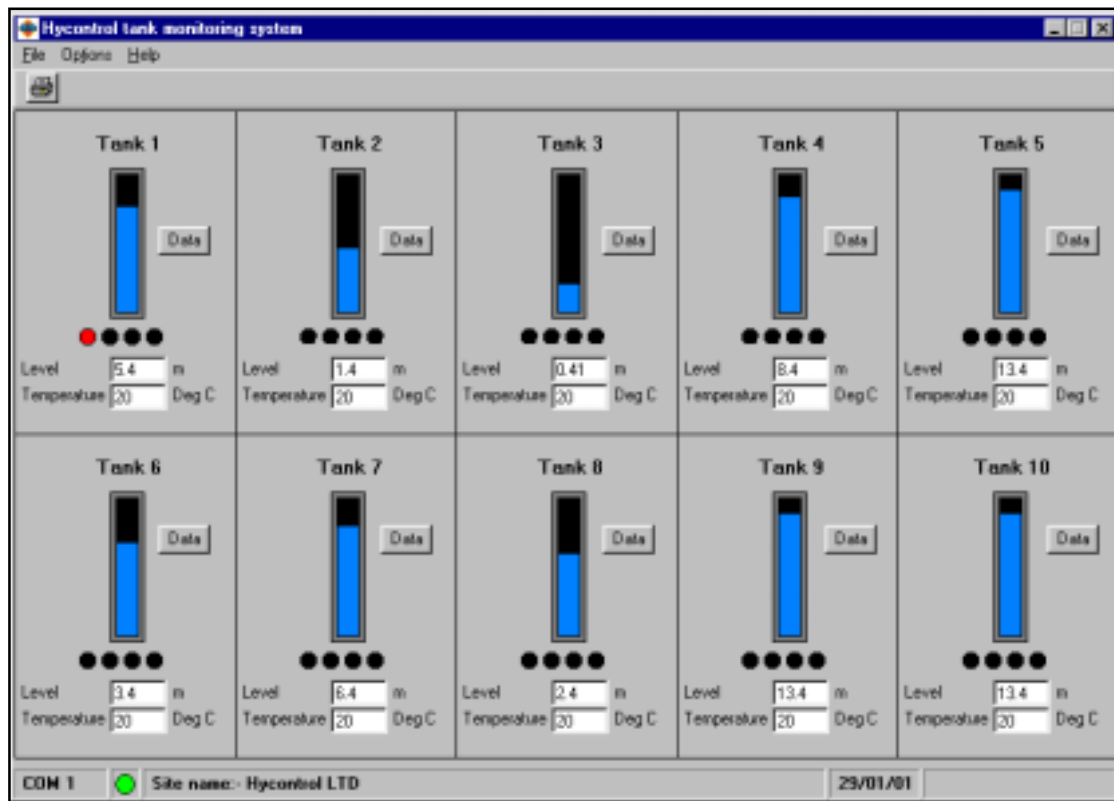 Hycontrol tank monitoring system
File Options Help
Tank 1 Tank 2 Tank 3 Tank 4 Tank 5
Data Data Data Data Data
Level 5.4 m Level 1.4 m Level 0.41 m Level 8.4 m Level 13.4 m
Temperature 20 Deg C Temperature 20 Deg C Temperature 20 Deg C Temperature 20 Deg C Temperature 20 Deg C
Tank 6 Tank 7 Tank 8 Tank 9 Tank 10
Data Data Data Data Data
Level 3.4 m Level 6.4 m Level 2.4 m Level 13.4 m Level 13.4 m
Temperature 20 Deg C Temperature 20 Deg C Temperature 20 Deg C Temperature 20 Deg C Temperature 20 Deg C
COM 1 Site name:- Hycontrol LTD 29/01/01